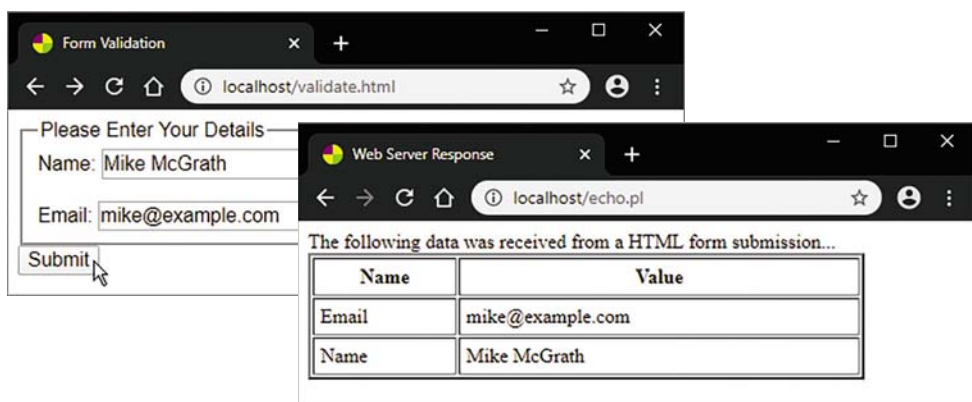 Form Validation
localhost/validate.html
Please Enter Your Details
Name: Mike McGrath
Email: mike@example.com
Submit
Web Server Response
localhost/echo.pl
The following data was received from a HTML form submission...
Name Value
Email mike@example.com
Name Mike McGrath